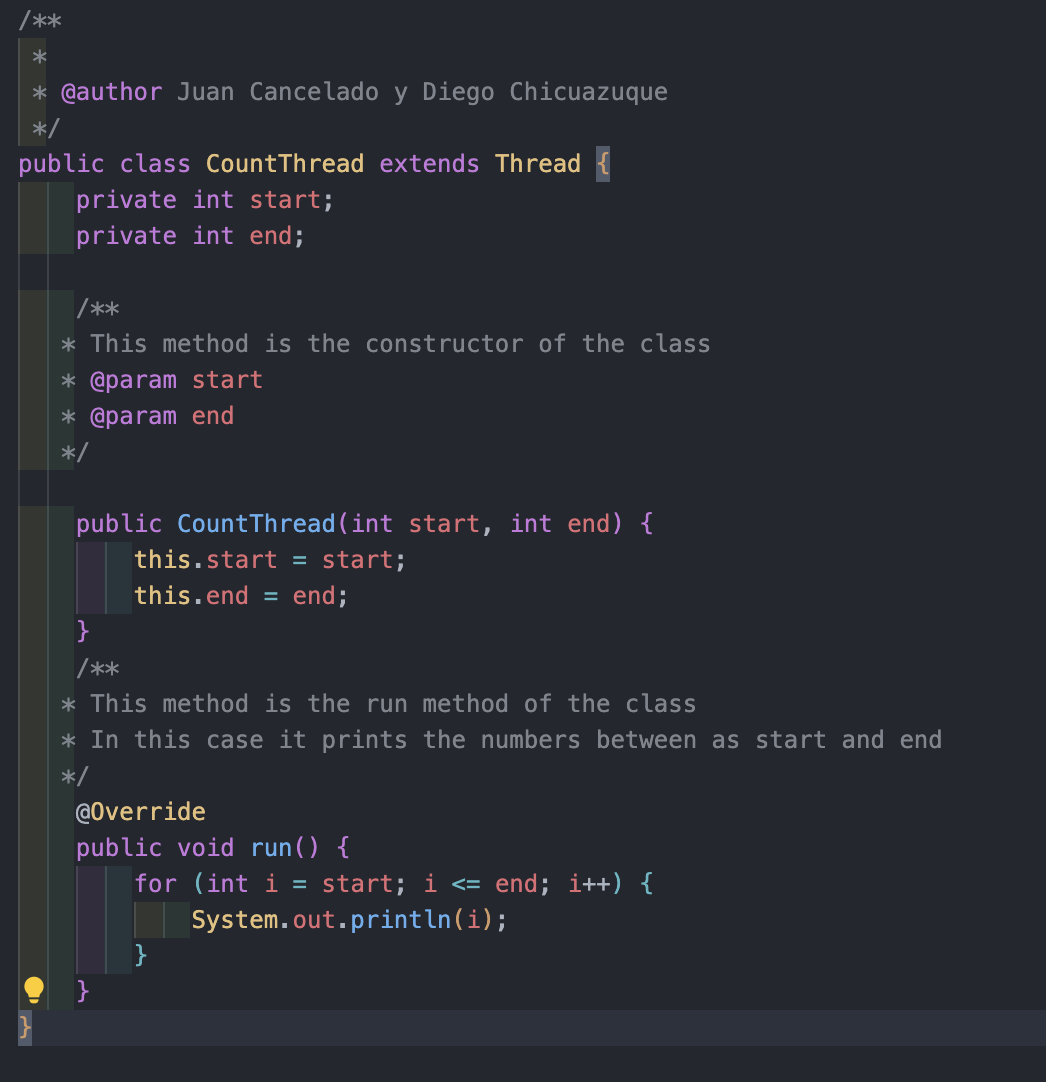 /**
 *
 * @author Juan Cancelado y Diego Chicuazuque
 */
public class CountThread extends Thread {
    private int start;
    private int end;

    /**
   * This method is the constructor of the class
   * @param start
   * @param end
   */

    public CountThread(int start, int end) {
        this.start = start;
        this.end = end;
    }
    /**
   * This method is the run method of the class
   * In this case it prints the numbers between as start and end
   */
    @Override
    public void run() {
        for (int i = start; i <= end; i++) {
            System.out.println(i);
        }
    }
}